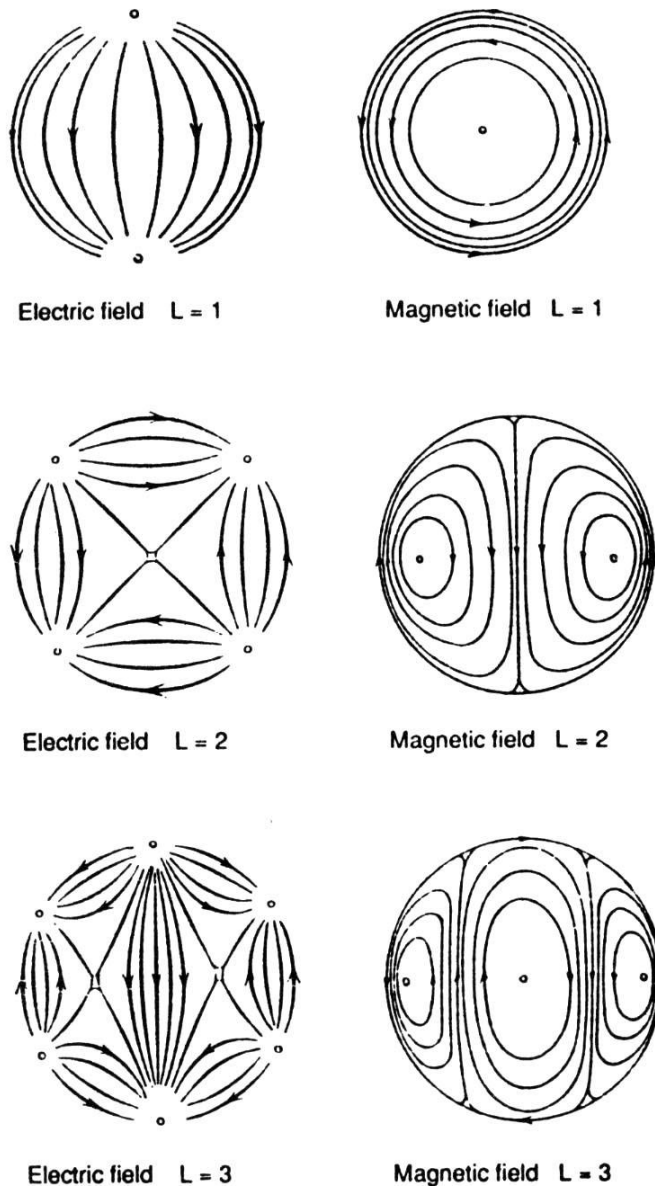 Electric field L = 1
Magnetic field L = 1
Electric field L = 2
Magnetic field L = 2
Electric field L = 3
Magnetic field L = 3